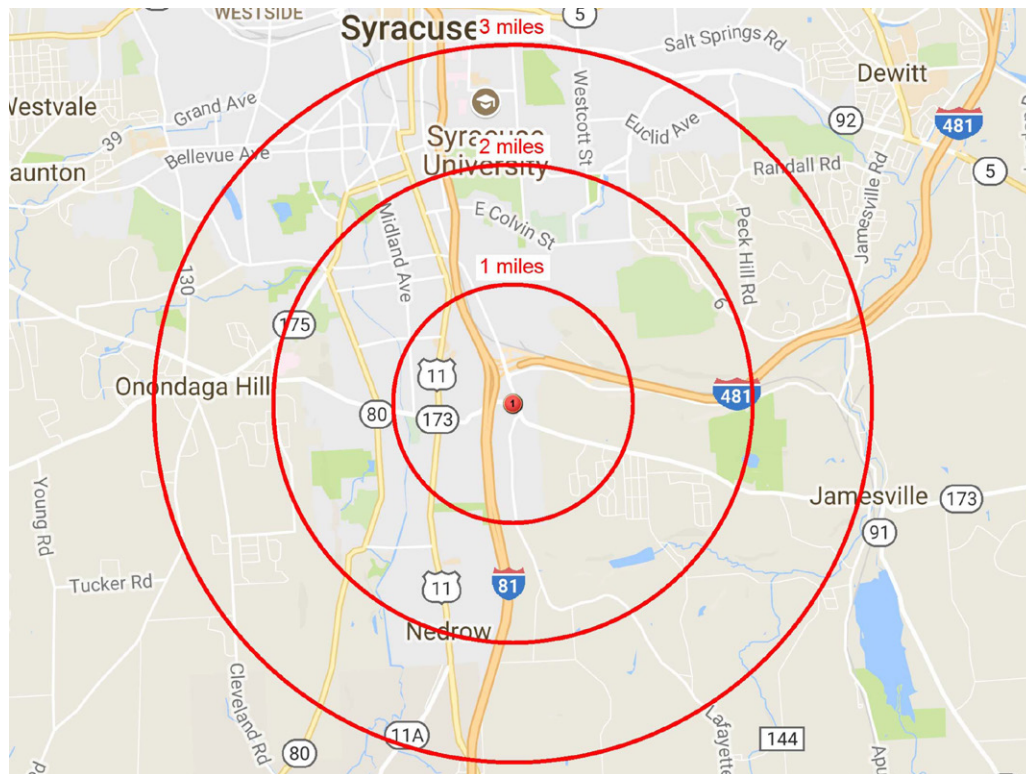 WESTSIDE
5
Syracuse
3 miles
Salt Springs Rd
Dewitt
Westvale
Grand Ave
Westcott St
Euclid Ave
92
481
39
Syracuse
University
2 miles
Bellevue Ave
Randall Rd
5
Midland Ave
E Colvin St
Peck Hill Rd
Jamesville Rd
130
1 miles
6
175
11
Onondaga Hill
481
80
173
1
Jamesville
173
Young Rd
91
Tucker Rd
11
81
Nedrow
Cleveland Rd
11A
80
Lafayette
144